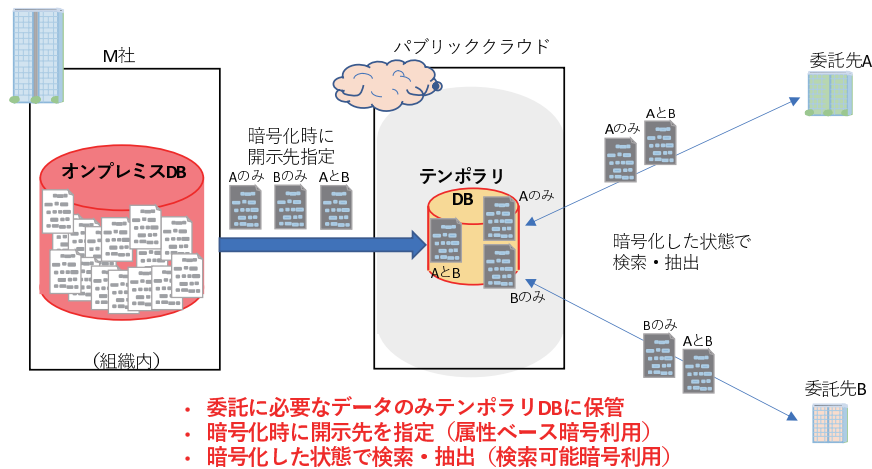 M社
パブリッククラウド
委託先A
暗号化時に
開示先指定
Aのみ
Bのみ
AとB
オンプレミスDB
テンポラリ
DB
Aのみ
AとB
Bのみ
Aのみ
AとB
暗号化した状態で
検索・抽出
Bのみ
AとB
(組織内)
委託先B
・ 委託に必要なデータのみテンポラリDBに保管
・ 暗号化時に開示先を指定（属性ベース暗号利用）
・ 暗号化した状態で検索・抽出（検索可能暗号利用）